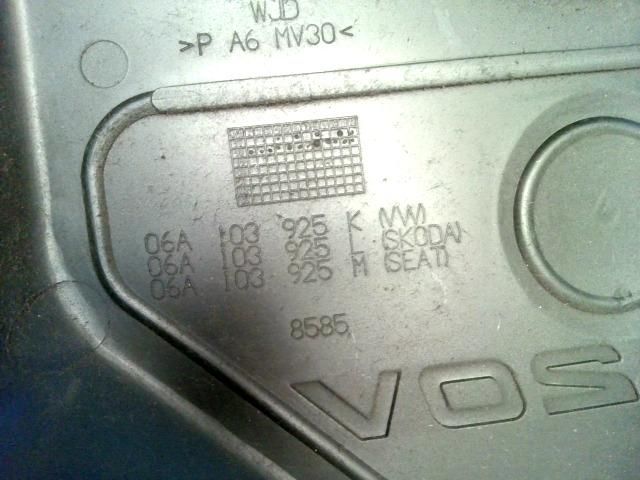 WJD
>P A6 MV30<
06A 103 925 K (VW)
06A 103 925 L (SKODA)
06A 103 925 M (SEAT)
8585
VOS